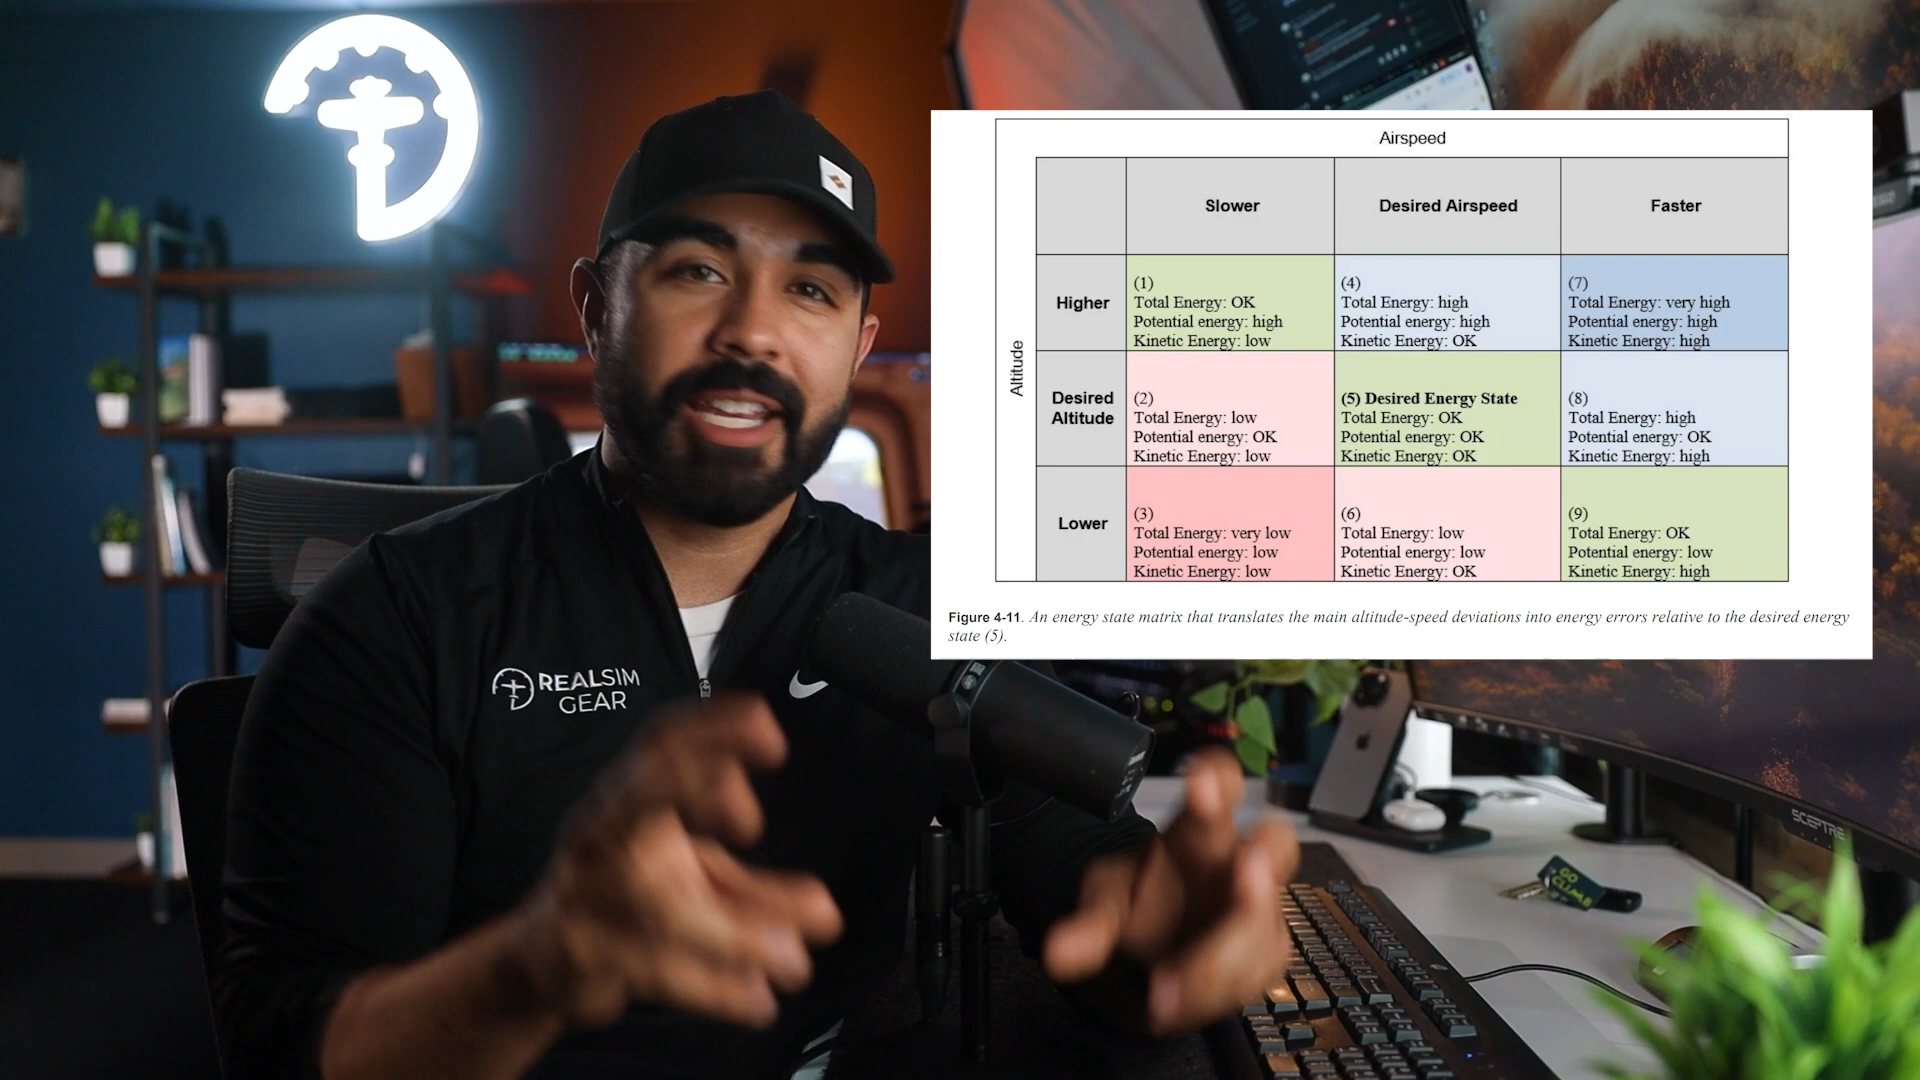 Airspeed
Slower
Desired Airspeed
Faster
Altitude
Higher
(1)
Total Energy: OK
Potential energy: high
Kinetic Energy: low
(4)
Total Energy: high
Potential energy: high
Kinetic Energy: OK
(7)
Total Energy: very high
Potential energy: high
Kinetic Energy: high
Desired
Altitude
(2)
Total Energy: low
Potential energy: OK
Kinetic Energy: low
(5) Desired Energy State
Total Energy: OK
Potential energy: OK
Kinetic Energy: OK
(8)
Total Energy: high
Potential energy: OK
Kinetic Energy: high
Lower
(3)
Total Energy: very low
Potential energy: low
Kinetic Energy: low
(6)
Total Energy: low
Potential energy: low
Kinetic Energy: OK
(9)
Total Energy: OK
Potential energy: low
Kinetic Energy: high
Figure 4-11. An energy state matrix that translates the main altitude-speed deviations into energy errors relative to the desired energy
state (5).
REALSIM
GEAR
SCEPTRE
GO
CLIMB